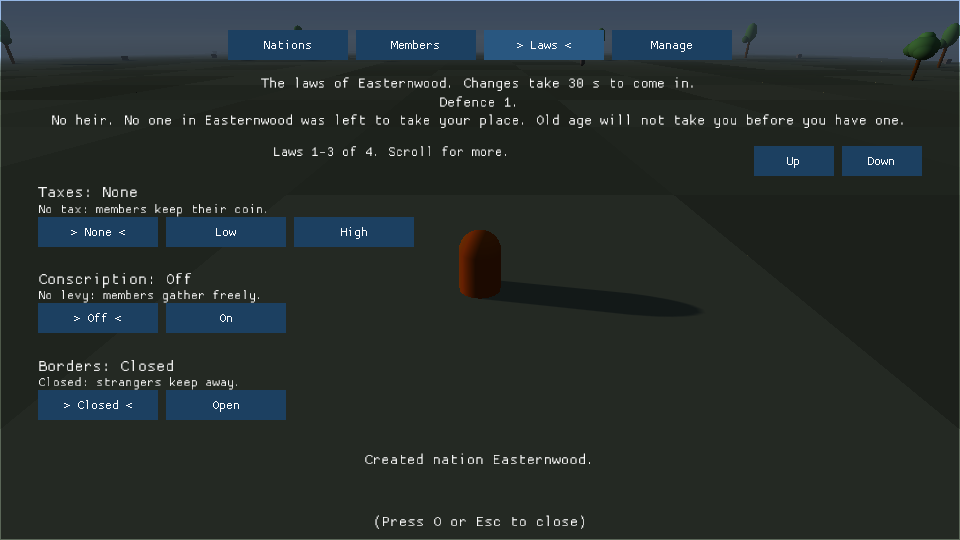 Nations Members > Laws < Manage
The laws of Easternwood. Changes take 30 s to come in.
Defence 1.
No heir. No one in Easternwood was left to take your place. Old age will not take you before you have one.
Laws 1-3 of 4. Scroll for more.
Up Down
Taxes: None
No tax: members keep their coin.
> None < Low High
Conscription: Off
No levy: members gather freely.
> Off < On
Borders: Closed
Closed: strangers keep away.
> Closed < Open
Created nation Easternwood.
(Press O or Esc to close)